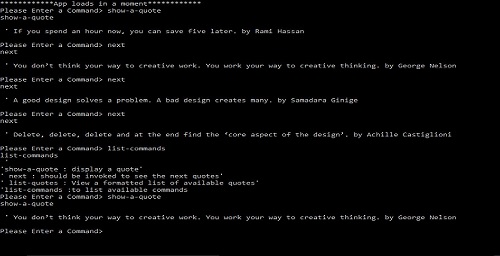 ************App loads in a moment************
Please Enter a Command> show-a-quote
show-a-quote
' If you spend an hour now, you can save five later. by Rami Hassan
Please Enter a Command> next
next
' You don't think your way to creative work. You work your way to creative thinking. by George Nelson
Please Enter a Command> next
next
' A good design solves a problem. A bad design creates many. by Samadara Ginige
Please Enter a Command> next
next
' Delete, delete, delete and at the end find the ‘core aspect of the design’. by Achille Castiglioni
Please Enter a Command> list-commands
list-commands
'
'show-a-quote : display a quote'
' next : should be invoked to see the next quotes'
' list-quotes : View a formatted list of available quotes'
'list-commands :to list available commands
Please Enter a Command> show-a-quote
show-a-quote
' You don't think your way to creative work. You work your way to creative thinking. by George Nelson
Please Enter a Command>